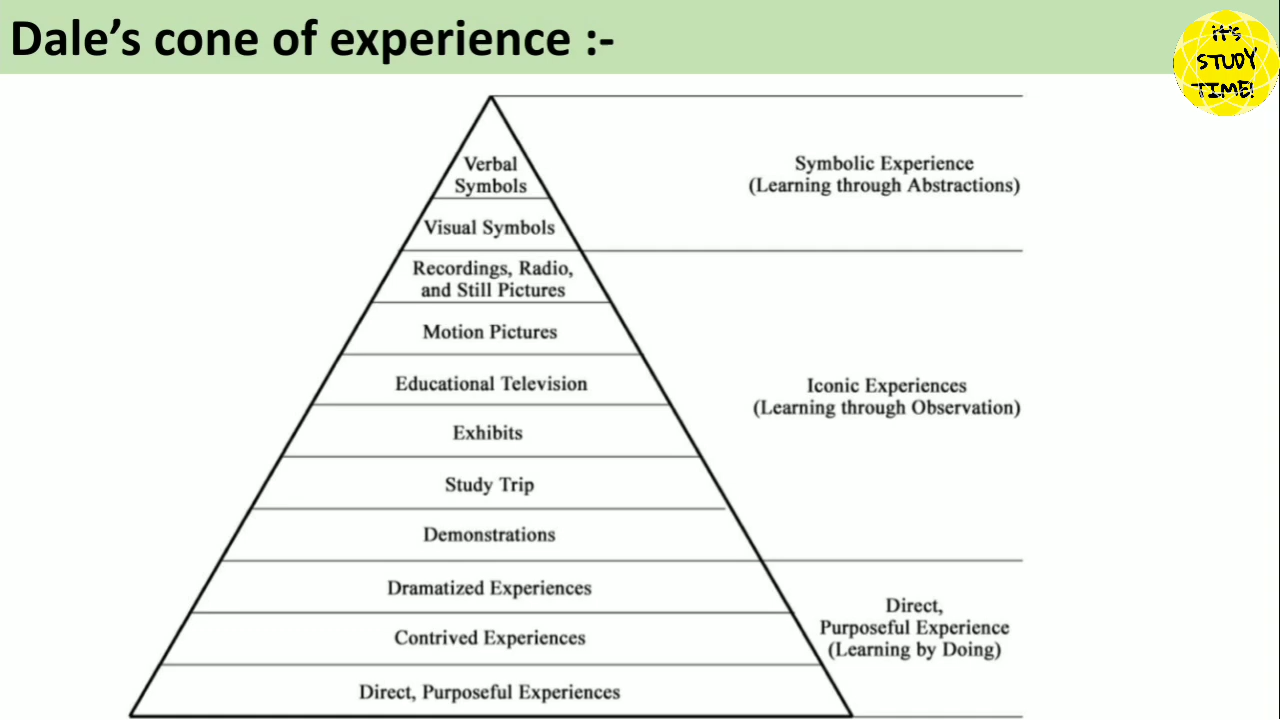 Dale’s cone of experience :-
IT'S
STUDY
TIME!
Verbal
Symbols
Visual Symbols
Recordings, Radio,
and Still Pictures
Motion Pictures
Educational Television
Exhibits
Study Trip
Demonstrations
Dramatized Experiences
Contrived Experiences
Direct, Purposeful Experiences
Symbolic Experience
(Learning through Abstractions)
Iconic Experiences
(Learning through Observation)
Direct,
Purposeful Experience
(Learning by Doing)